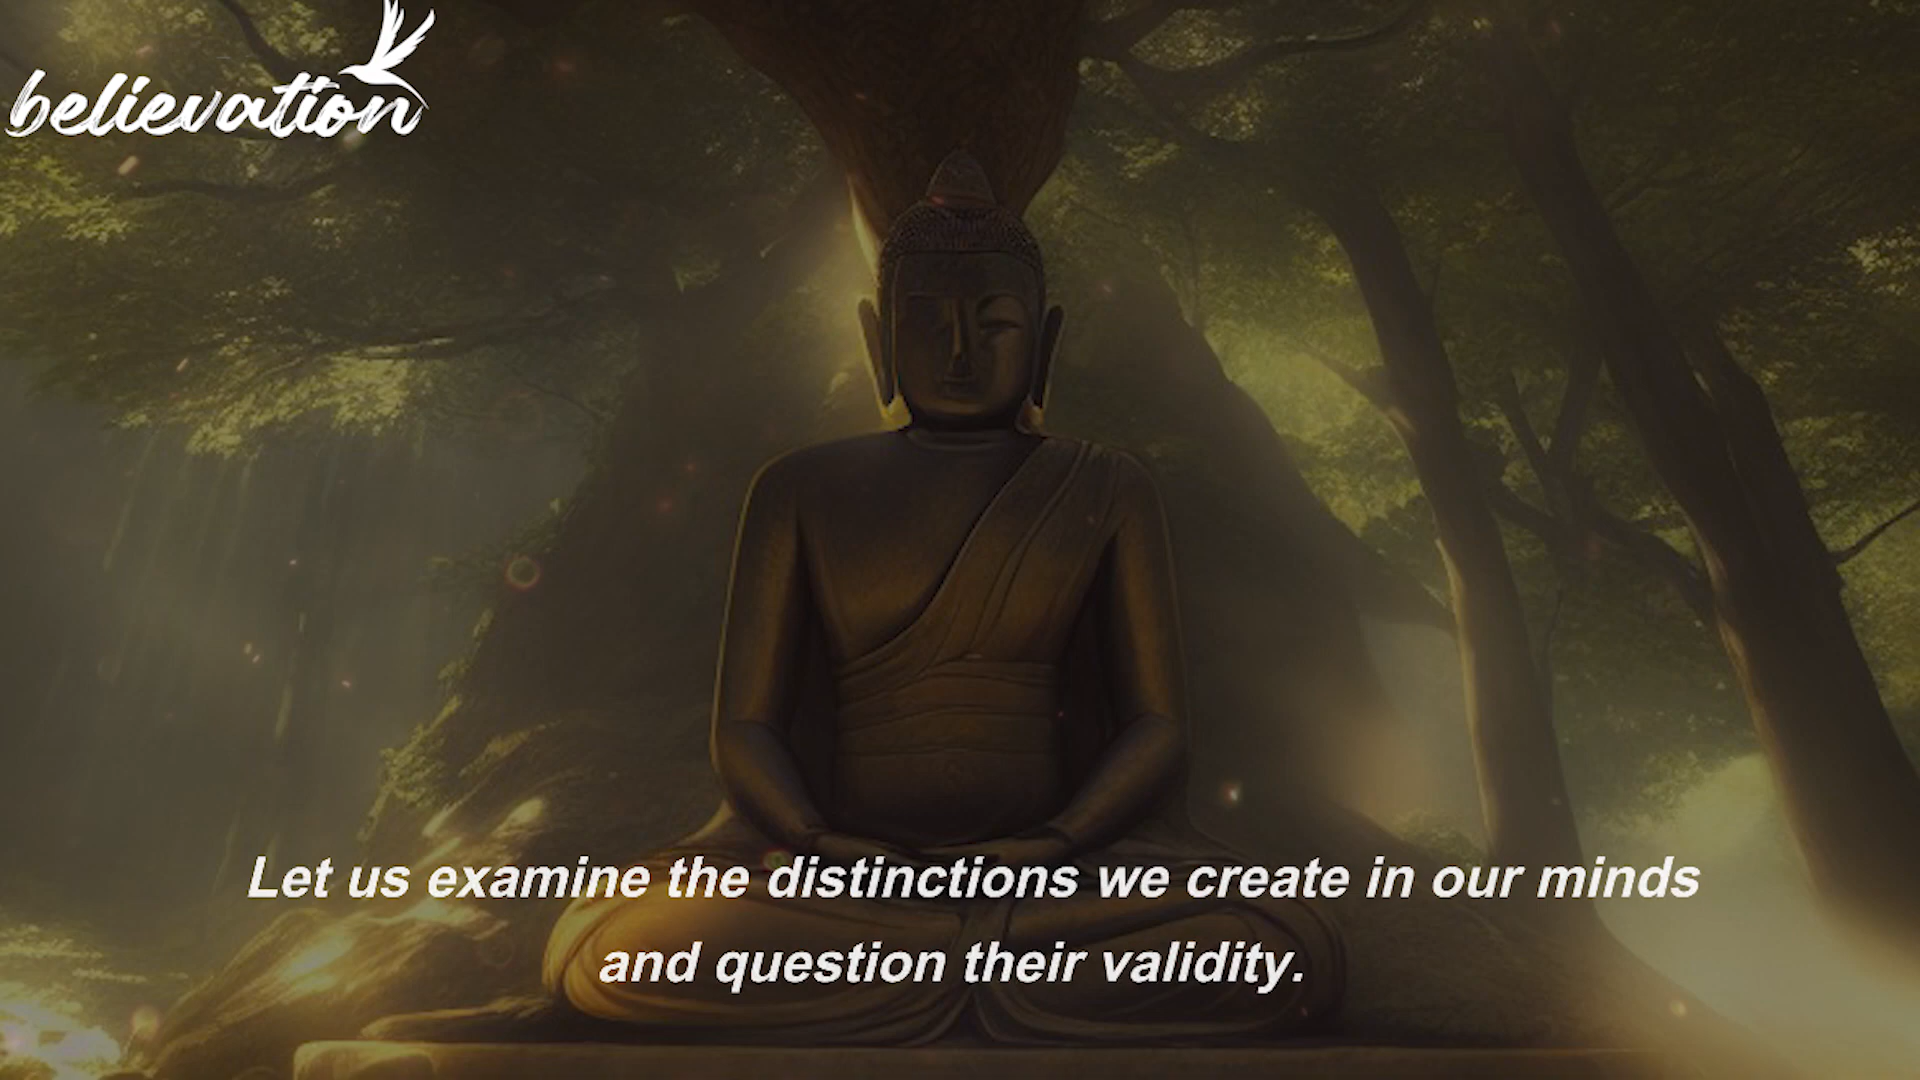 believation
Let us examine the distinctions we create in our minds
and question their validity.